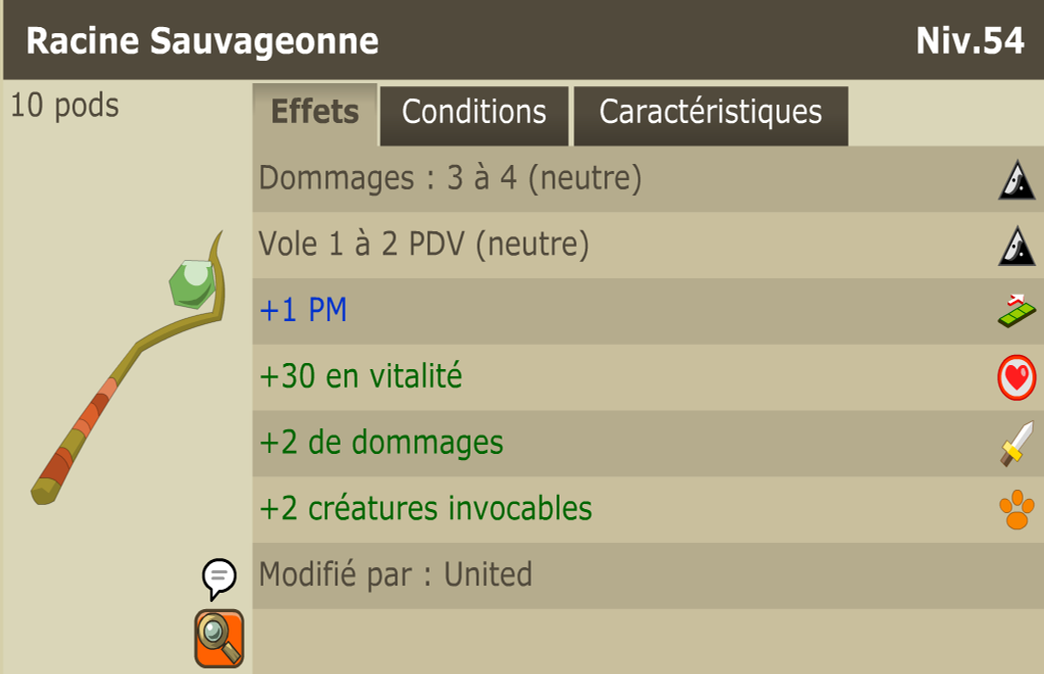 Racine Sauvageonne
Niv.54
10 pods
Effets
Conditions
Caractéristiques
Dommages : 3 à 4 (neutre)
Vole 1 à 2 PDV (neutre)
+1 PM
+30 en vitalité
+2 de dommages
+2 créatures invocables
Modifié par : United